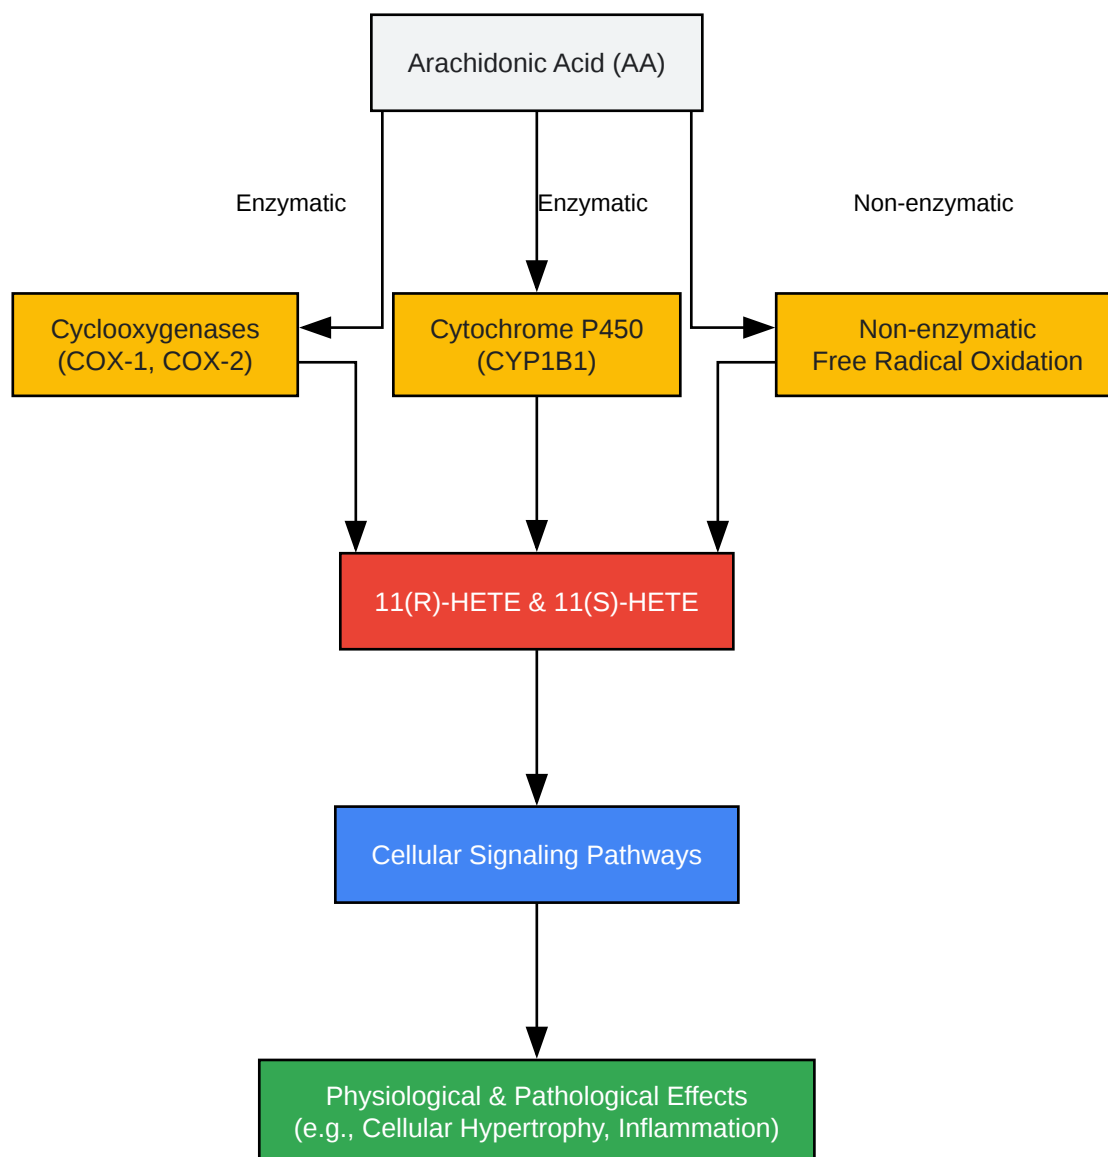 Arachidonic Acid (AA)
Enzymatic
Enzymatic
Non-enzymatic
Cyclooxygenases
(COX-1, COX-2)
Cytochrome P450
(CYP1B1)
Non-enzymatic
Free Radical Oxidation
11(R)-HETE & 11(S)-HETE
Cellular Signaling Pathways
Physiological & Pathological Effects
(e.g., Cellular Hypertrophy, Inflammation)